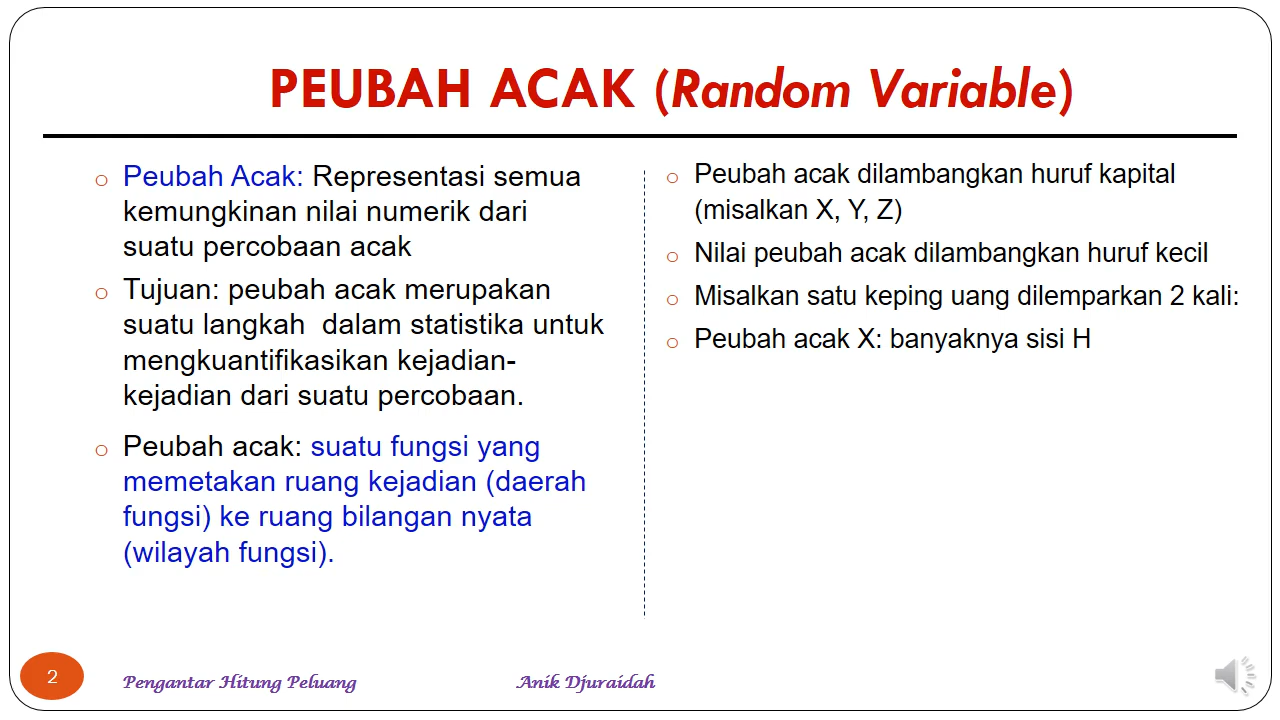 PEUBAH ACAK (Random Variable)
o Peubah Acak: Representasi semua
kemungkinan nilai numerik dari
suatu percobaan acak
o Tujuan: peubah acak merupakan
suatu langkah dalam statistika untuk
mengkuantifikasikan kejadian-
kejadian dari suatu percobaan.
o Peubah acak: suatu fungsi yang
memetakan ruang kejadian (daerah
fungsi) ke ruang bilangan nyata
(wilayah fungsi).
o Peubah acak dilambangkan huruf kapital
(misalkan X, Y, Z)
o Nilai peubah acak dilambangkan huruf kecil
o Misalkan satu keping uang dilemparkan 2 kali:
o Peubah acak X: banyaknya sisi H
2
Pengantar Hitung Peluang
Anik Djuraidah